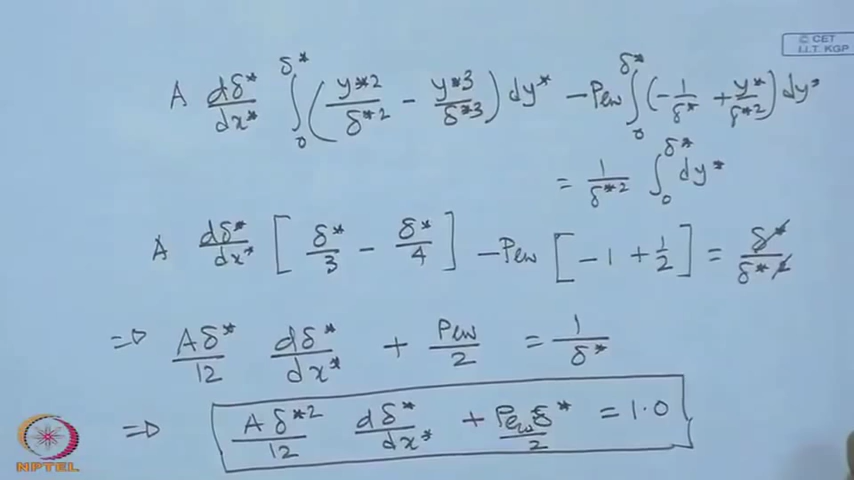 © CET
I.I.T. KGP
A dδ*/dx* ∫₀^δ* (y*²/δ*² − y*³/δ*³) dy* − Pew ∫₀^δ* (−1/δ* + y*/δ*²) dy*
= 1/δ*² ∫₀^δ* dy*
A dδ*/dx* [δ*/3 − δ*/4] − Pew [−1 + 1/2] = δ*/δ*²
⇒ Aδ*/12 dδ*/dx* + Pew/2 = 1/δ*
⇒ Aδ*²/12 dδ*/dx* + Pewδ*/2 = 1.0
NPTEL